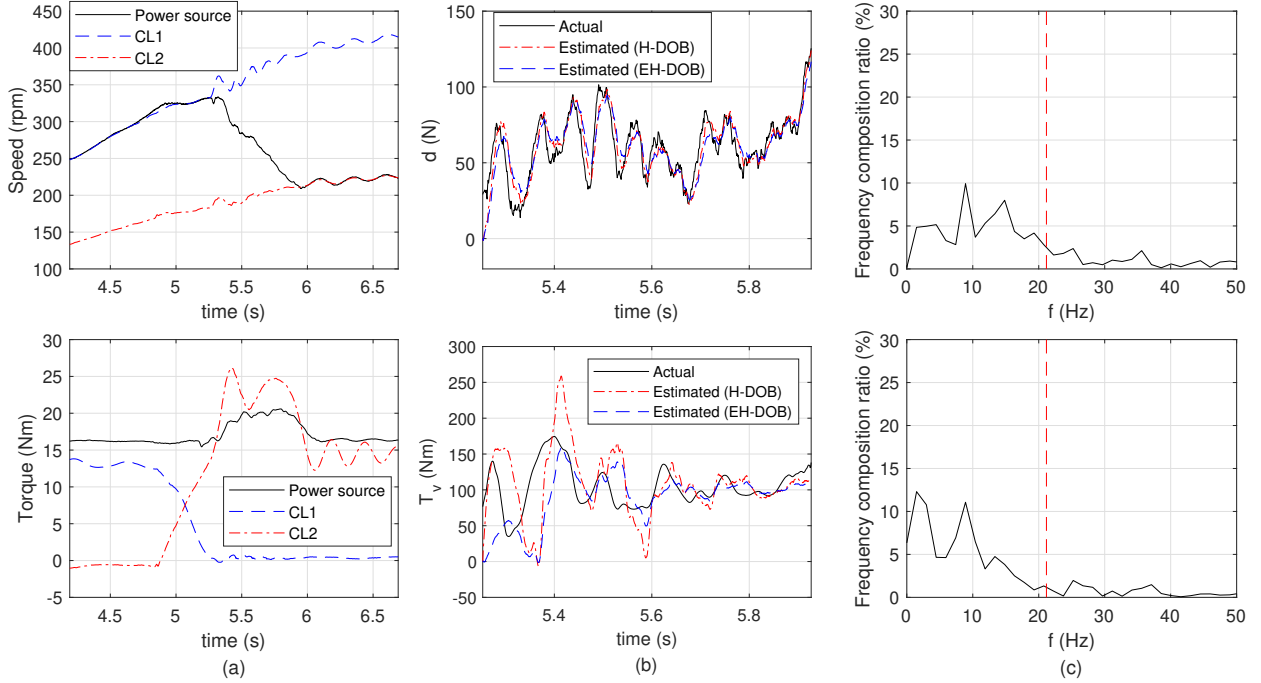 450
400
350
300
250
200
150
100
Speed (rpm)
Power source
CL1
CL2
4.5
5
5.5
6
6.5
time (s)
100
50
0
d (N)
Actual
Estimated (H-DOB)
Estimated (EH-DOB)
5.4
5.6
5.8
time (s)
30
25
20
15
10
5
0
Frequency composition ratio (%)
0
10
20
30
40
50
f (Hz)
30
25
20
15
10
5
0
-5
Torque (Nm)
Power source
CL1
CL2
4.5
5
5.5
6
6.5
time (s)
(a)
300
250
200
150
100
50
0
-50
T_v (Nm)
Actual
Estimated (H-DOB)
Estimated (EH-DOB)
5.4
5.6
5.8
time (s)
(b)
30
25
20
15
10
5
0
Frequency composition ratio (%)
0
10
20
30
40
50
f (Hz)
(c)